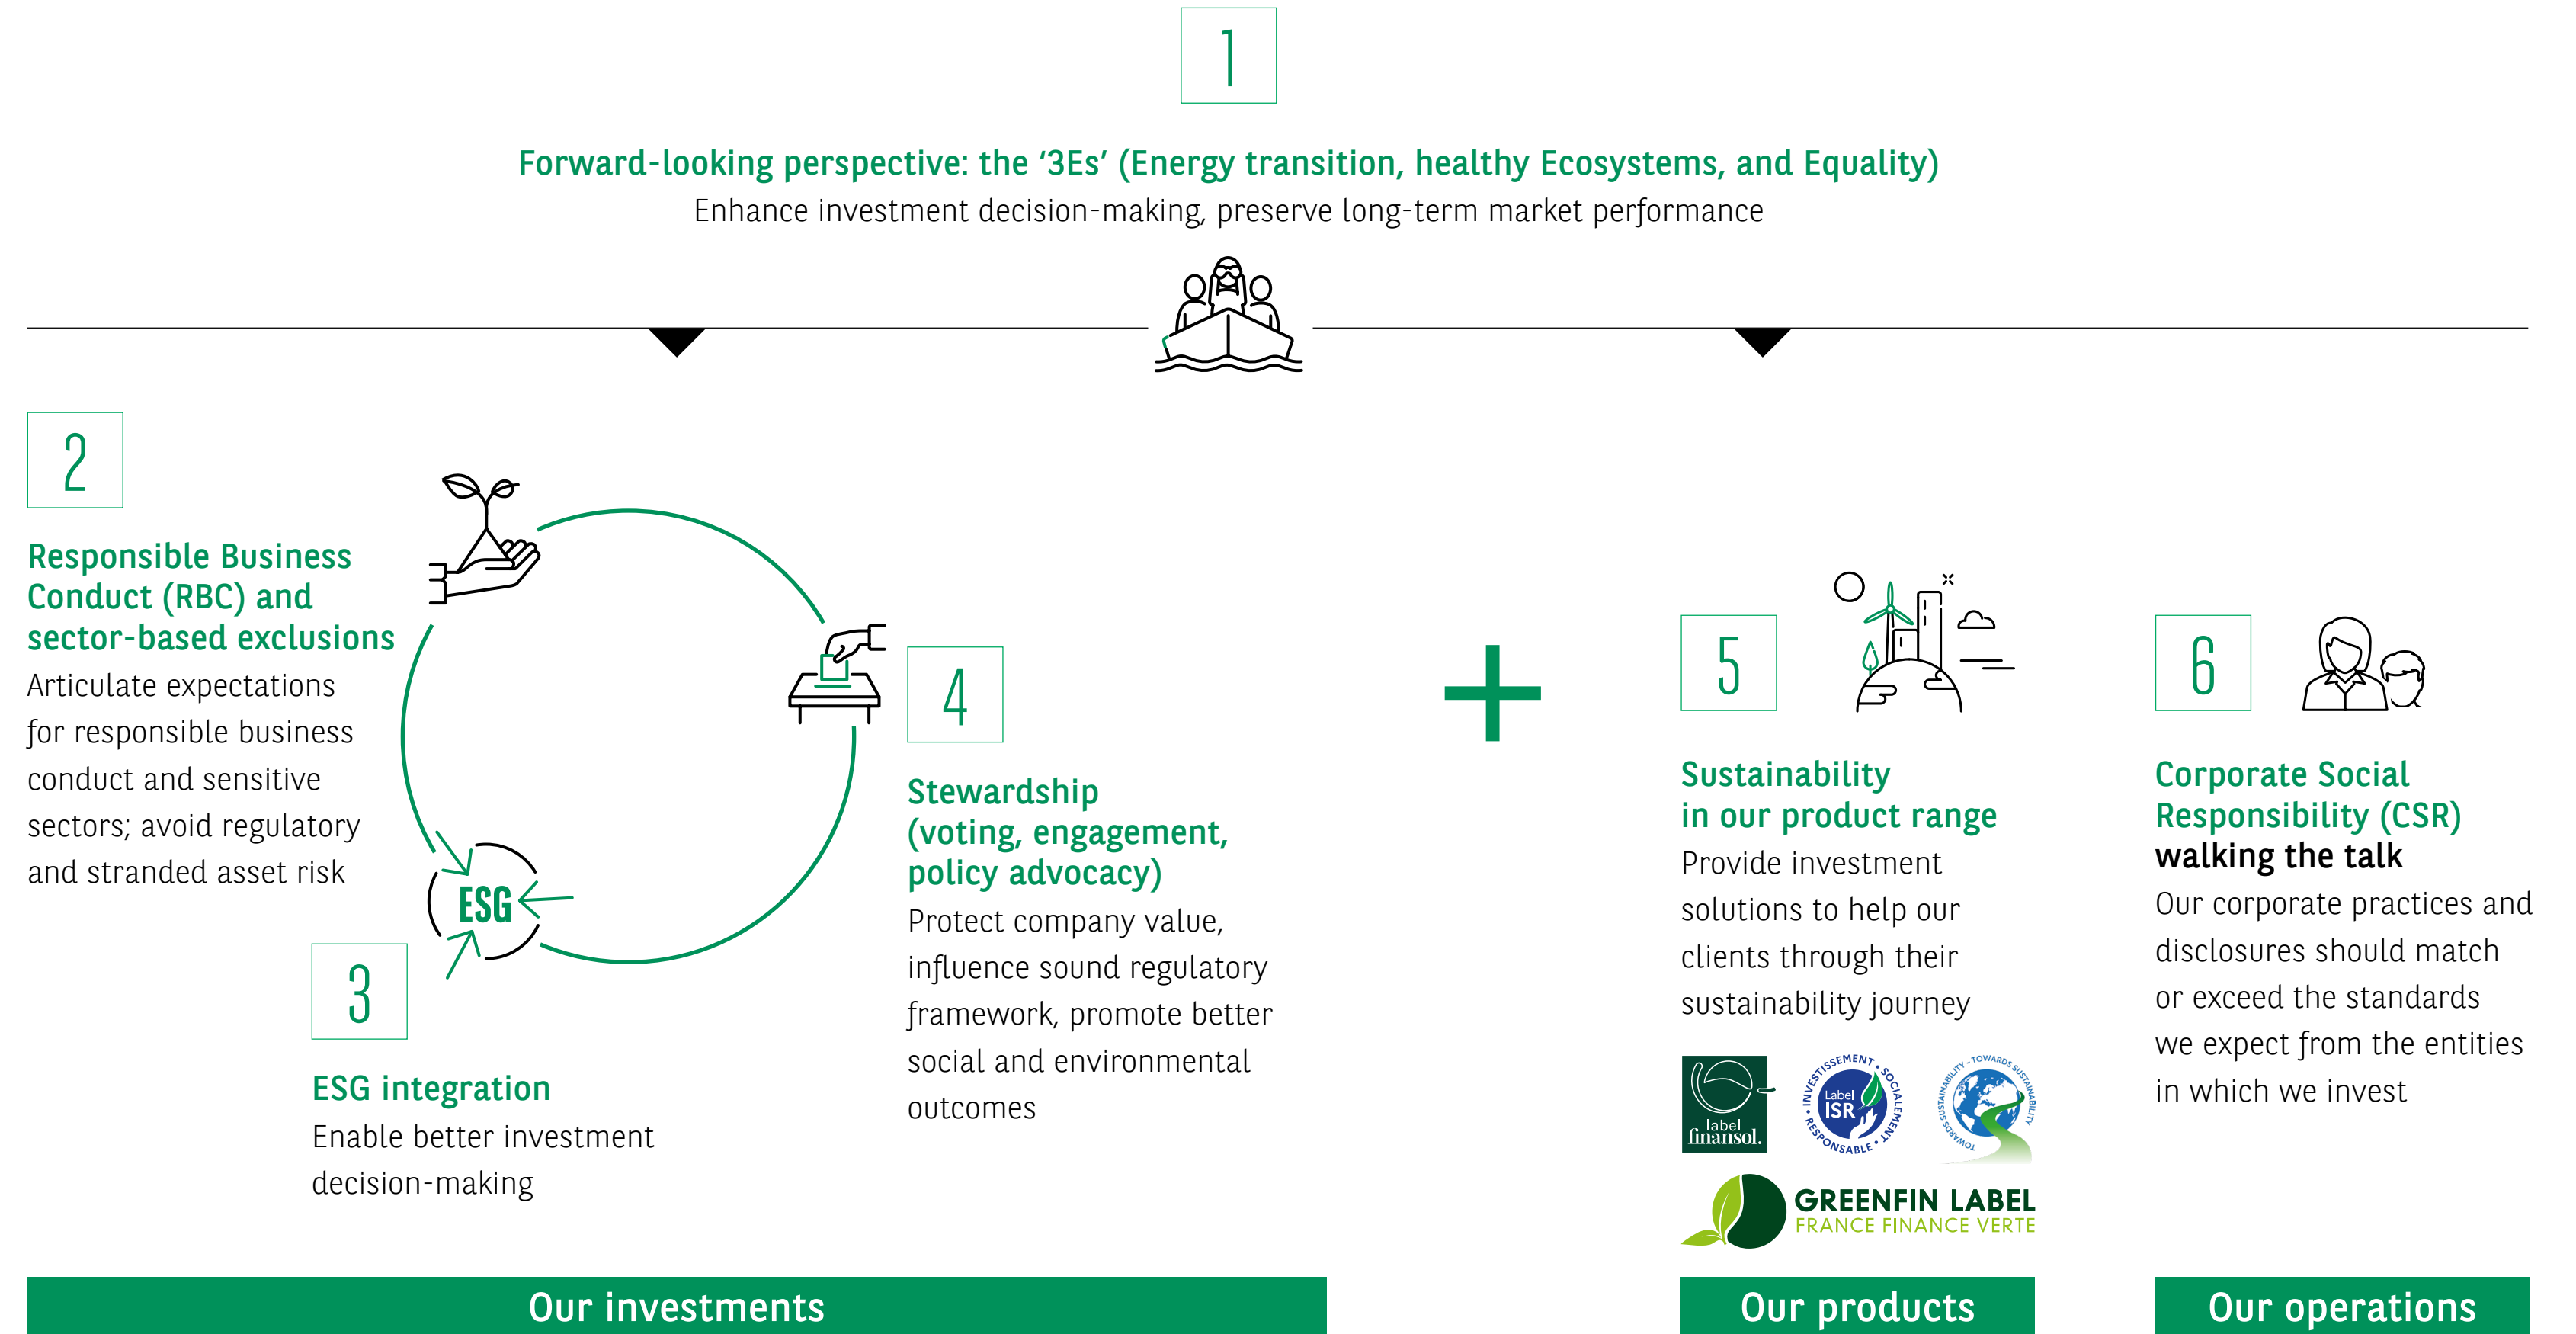 1
Forward-looking perspective: the ‘3Es’ (Energy transition, healthy Ecosystems, and Equality)
Enhance investment decision-making, preserve long-term market performance
2
Responsible Business
Conduct (RBC) and
sector-based exclusions
Articulate expectations
for responsible business
conduct and sensitive
sectors; avoid regulatory
and stranded asset risk
ESG
3
ESG integration
Enable better investment
decision-making
4
Stewardship
(voting, engagement,
policy advocacy)
Protect company value,
influence sound regulatory
framework, promote better
social and environmental
outcomes
+
5
Sustainability
in our product range
Provide investment
solutions to help our
clients through their
sustainability journey
label
finansol.
INVESTISSEMENT • SOCIALEMENT • RESPONSABLE •
Label
ISR
TOWARDS SUSTAINABILITY - TOWARDS SUSTAINABILITY
GREENFIN LABEL
FRANCE FINANCE VERTE
6
Corporate Social
Responsibility (CSR)
walking the talk
Our corporate practices and
disclosures should match
or exceed the standards
we expect from the entities
in which we invest
Our investments
Our products
Our operations